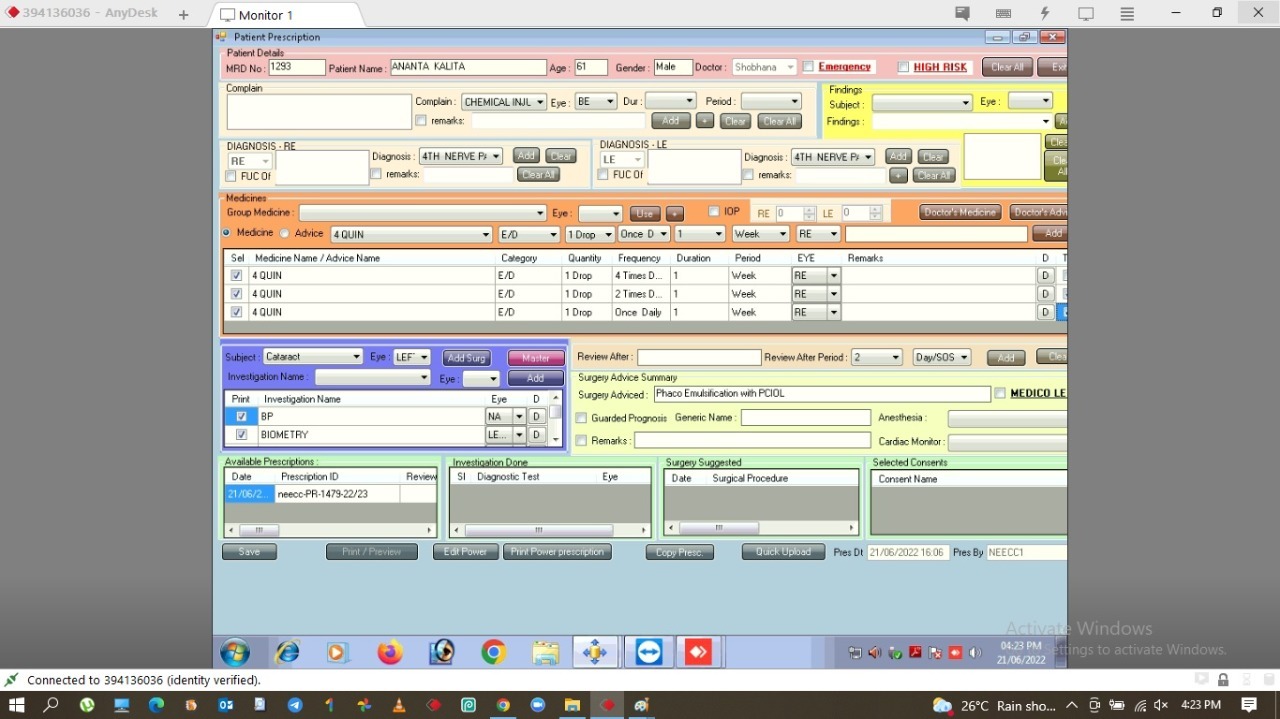 394136036 - AnyDesk
Monitor 1
Patient Prescription
Patient Details
MRD No : 1293 Patient Name : ANANTA KALITA Age : 61 Gender : Male Doctor : Shobhana Emergency HIGH RISK Clear All Exit
Complain
Complain : CHEMICAL INJL Eye : BE Dur : Period :
remarks: Add + Clear Clear All
Findings
Subject : Eye :
Findings :
DIAGNOSIS - RE
RE Diagnosis : 4TH NERVE PA Add Clear
FUC Of remarks: Clear All
DIAGNOSIS - LE
LE Diagnosis : 4TH NERVE PA Add Clear
FUC Of remarks: + Clear All
Medicines
Group Medicine : Eye : Use + IOP RE 0 LE 0 Doctor's Medicine Doctor's Advi
Medicine Advice 4 QUIN E/D 1 Drop Once D 1 Week RE Add
Sel Medicine Name / Advice Name Category Quantity Frequency Duration Period EYE Remarks D T
4 QUIN E/D 1 Drop 4 Times D... 1 Week RE D
4 QUIN E/D 1 Drop 2 Times D... 1 Week RE D
4 QUIN E/D 1 Drop Once Daily 1 Week RE D
Subject : Cataract Eye : LEFT Add Surg Master
Investigation Name : Eye : Add
Print Investigation Name Eye D
BP NA D
BIOMETRY LE... D
Review After : Review After Period : 2 Day/SOS Add Clea
Surgery Advice Summary
Surgery Adviced : Phaco Emulsification with PCIOL MEDICO LE
Guarded Prognosis Generic Name : Anesthesia :
Remarks : Cardiac Monitor :
Available Prescriptions :
Date Prescription ID Review
21/06/2... neecc-PR-1479-22/23
Investigation Done
Sl Diagnostic Test Eye
Surgery Suggested
Date Surgical Procedure
Selected Consents
Consent Name
Save Print / Preview Edit Power Print Power prescription Copy Presc. Quick Upload Pres Dt 21/06/2022 16:06 Pres By NEECC1
Activate Windows
ettings to activate Windows.
04:23 PM
21/06/2022
Connected to 394136036 (identity verified).
26°C Rain sho... 4:23 PM